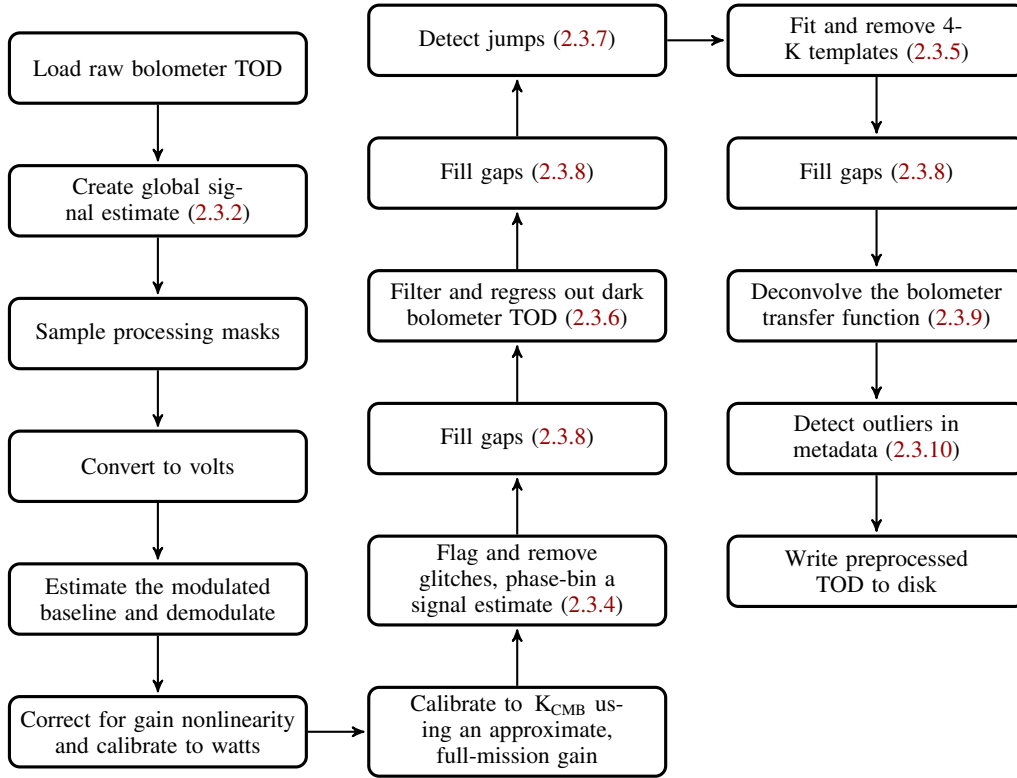 Load raw bolometer TOD
Create global sig-
nal estimate (2.3.2)
Sample processing masks
Convert to volts
Estimate the modulated
baseline and demodulate
Correct for gain nonlinearity
and calibrate to watts
Calibrate to K_CMB us-
ing an approximate,
full-mission gain
Flag and remove
glitches, phase-bin a
signal estimate (2.3.4)
Fill gaps (2.3.8)
Filter and regress out dark
bolometer TOD (2.3.6)
Fill gaps (2.3.8)
Detect jumps (2.3.7)
Fit and remove 4-
K templates (2.3.5)
Fill gaps (2.3.8)
Deconvolve the bolometer
transfer function (2.3.9)
Detect outliers in
metadata (2.3.10)
Write preprocessed
TOD to disk